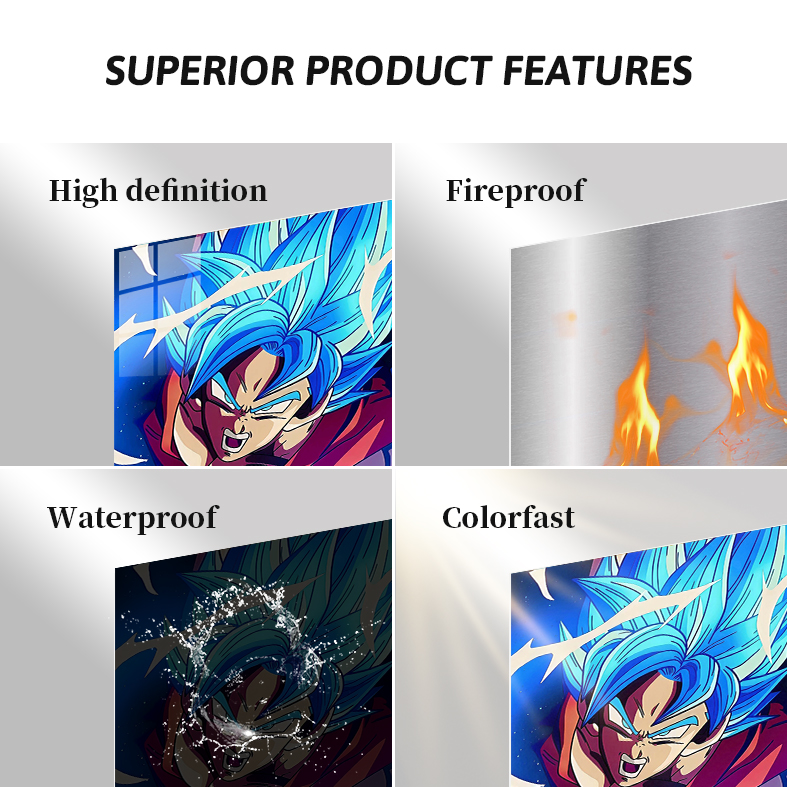 SUPERIOR PRODUCT FEATURES
High definition
Fireproof
Waterproof
Colorfast